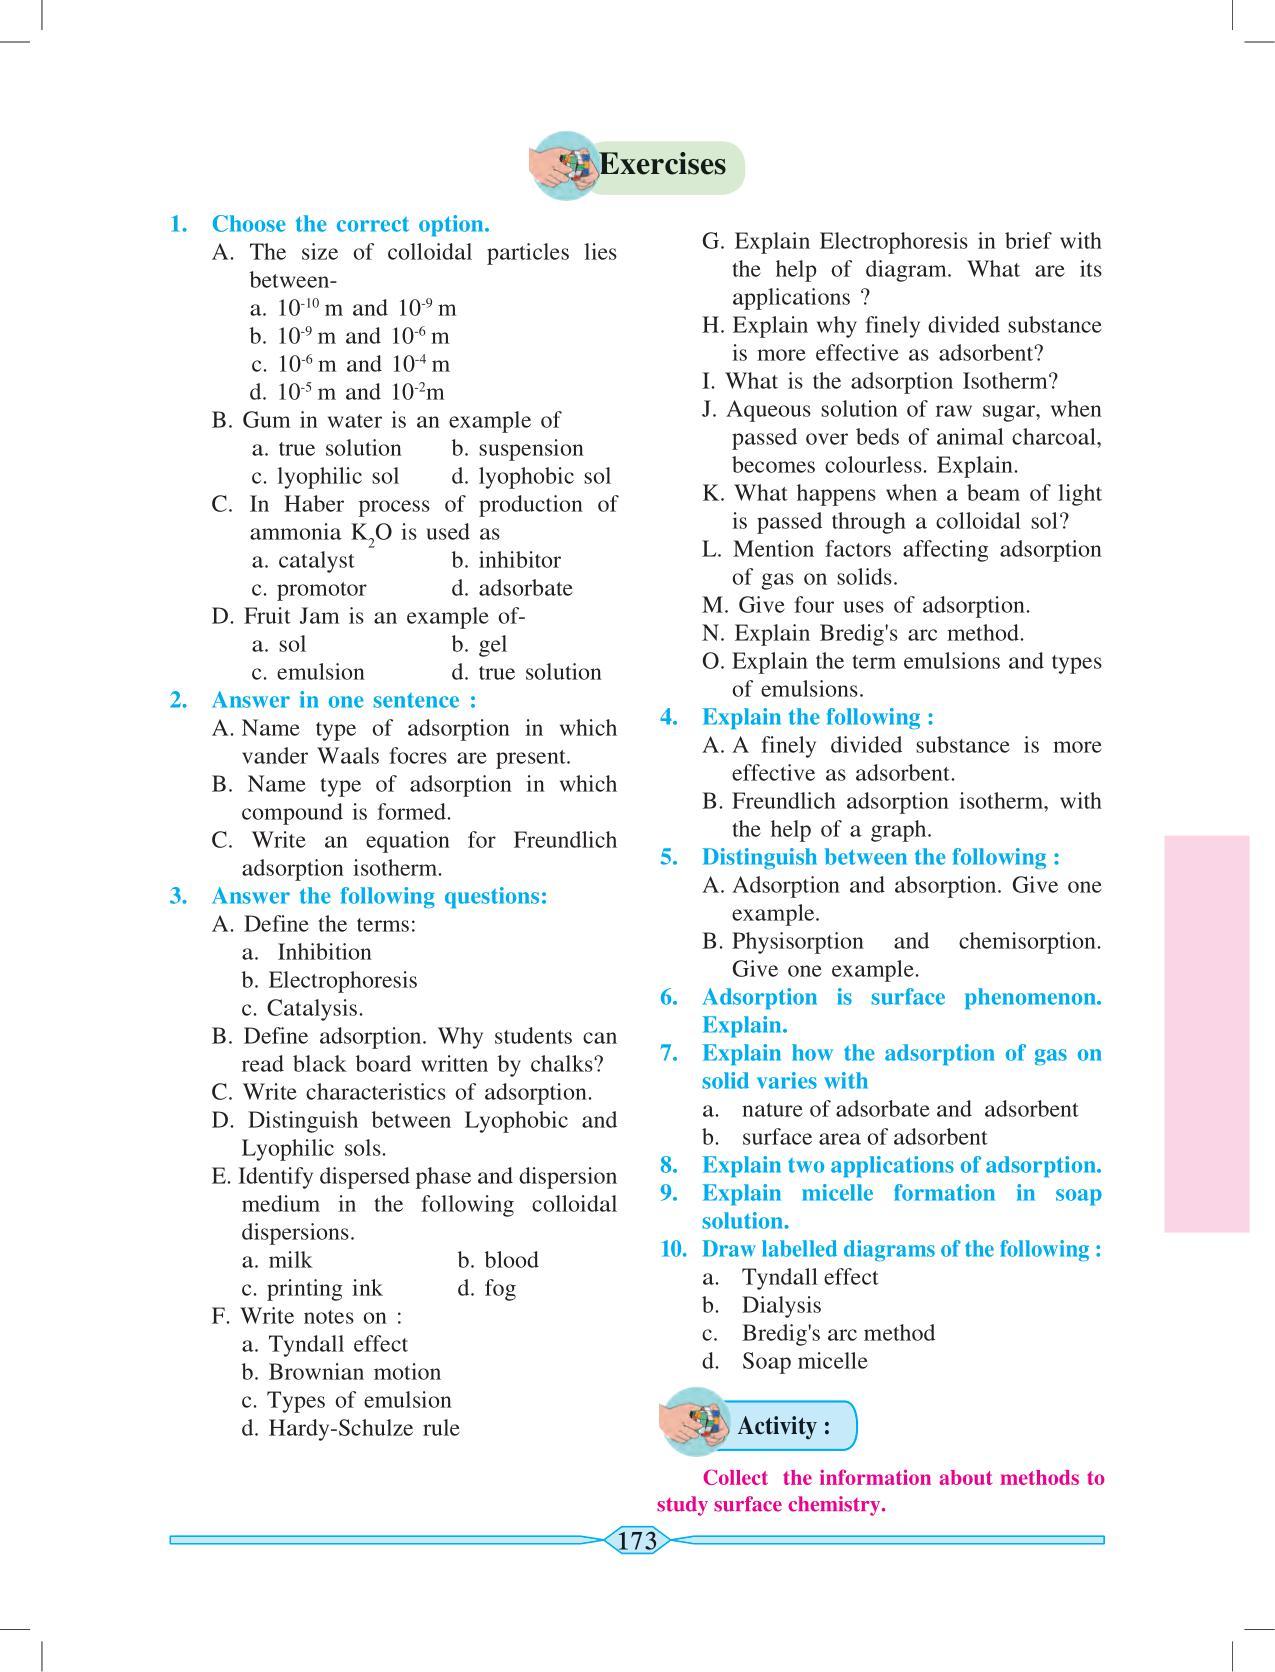 Exercises
1. Choose the correct option.
A. The size of colloidal particles lies
between-
a. 10⁻¹⁰ m and 10⁻⁹ m
b. 10⁻⁹ m and 10⁻⁶ m
c. 10⁻⁶ m and 10⁻⁴ m
d. 10⁻⁵ m and 10⁻²m
B. Gum in water is an example of
a. true solution b. suspension
c. lyophilic sol d. lyophobic sol
C. In Haber process of production of
ammonia K₂O is used as
a. catalyst b. inhibitor
c. promotor d. adsorbate
D. Fruit Jam is an example of-
a. sol b. gel
c. emulsion d. true solution
2. Answer in one sentence :
A. Name type of adsorption in which
vander Waals focres are present.
B. Name type of adsorption in which
compound is formed.
C. Write an equation for Freundlich
adsorption isotherm.
3. Answer the following questions:
A. Define the terms:
a. Inhibition
b. Electrophoresis
c. Catalysis.
B. Define adsorption. Why students can
read black board written by chalks?
C. Write characteristics of adsorption.
D. Distinguish between Lyophobic and
Lyophilic sols.
E. Identify dispersed phase and dispersion
medium in the following colloidal
dispersions.
a. milk b. blood
c. printing ink d. fog
F. Write notes on :
a. Tyndall effect
b. Brownian motion
c. Types of emulsion
d. Hardy-Schulze rule
G. Explain Electrophoresis in brief with
the help of diagram. What are its
applications ?
H. Explain why finely divided substance
is more effective as adsorbent?
I. What is the adsorption Isotherm?
J. Aqueous solution of raw sugar, when
passed over beds of animal charcoal,
becomes colourless. Explain.
K. What happens when a beam of light
is passed through a colloidal sol?
L. Mention factors affecting adsorption
of gas on solids.
M. Give four uses of adsorption.
N. Explain Bredig's arc method.
O. Explain the term emulsions and types
of emulsions.
4. Explain the following :
A. A finely divided substance is more
effective as adsorbent.
B. Freundlich adsorption isotherm, with
the help of a graph.
5. Distinguish between the following :
A. Adsorption and absorption. Give one
example.
B. Physisorption and chemisorption.
Give one example.
6. Adsorption is surface phenomenon.
Explain.
7. Explain how the adsorption of gas on
solid varies with
a. nature of adsorbate and adsorbent
b. surface area of adsorbent
8. Explain two applications of adsorption.
9. Explain micelle formation in soap
solution.
10. Draw labelled diagrams of the following :
a. Tyndall effect
b. Dialysis
c. Bredig's arc method
d. Soap micelle
Activity :
Collect the information about methods to
study surface chemistry.
173